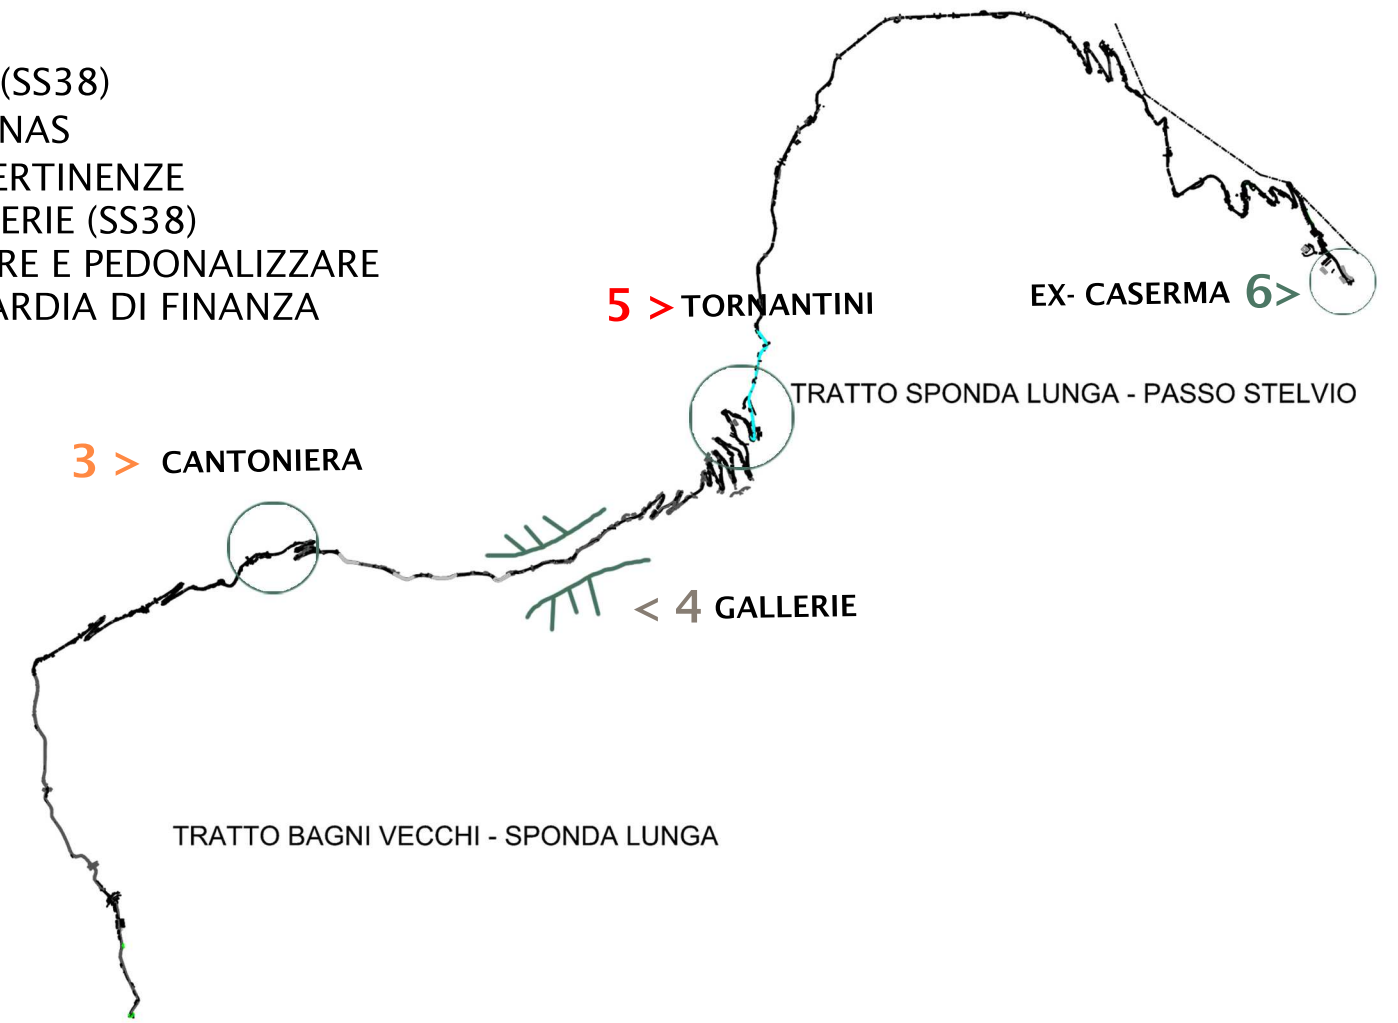 (SS38)
NAS
ERTINENZE
ERIE (SS38)
RE E PEDONALIZZARE
ARDIA DI FINANZA
5 > TORNANTINI
EX- CASERMA 6>
TRATTO SPONDA LUNGA - PASSO STELVIO
3 > CANTONIERA
< 4 GALLERIE
TRATTO BAGNI VECCHI - SPONDA LUNGA